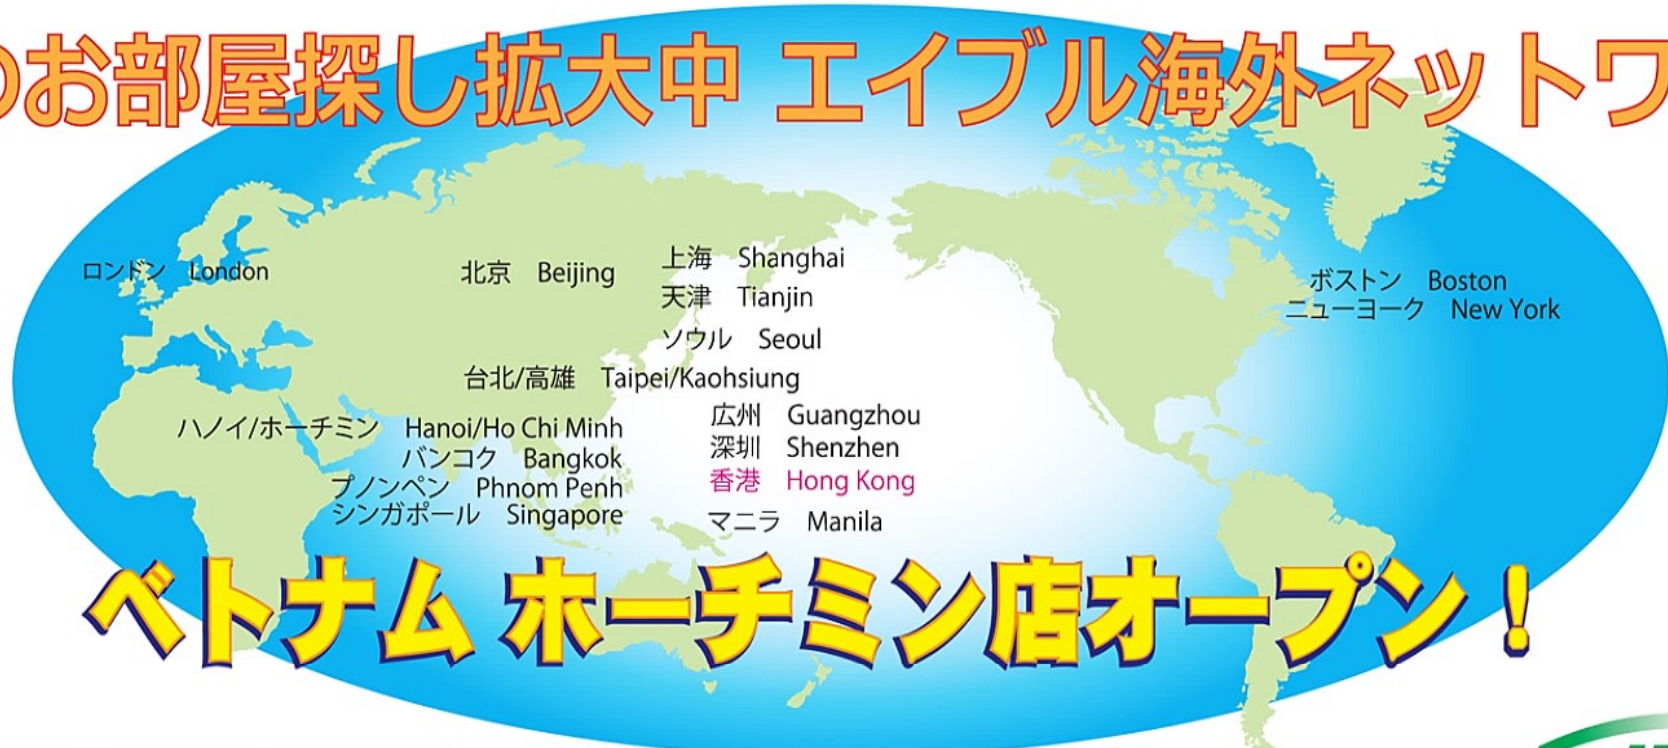 のお部屋探し拡大中 エイブル海外ネットワ
ロンドン London
北京 Beijing
上海 Shanghai
天津 Tianjin
ソウル Seoul
ボストン Boston
ニューヨーク New York
台北/高雄 Taipei/Kaohsiung
ハノイ/ホーチミン Hanoi/Ho Chi Minh
バンコク Bangkok
プノンペン Phnom Penh
シンガポール Singapore
広州 Guangzhou
深圳 Shenzhen
香港 Hong Kong
マニラ Manila
ベトナム ホーチミン店オープン！